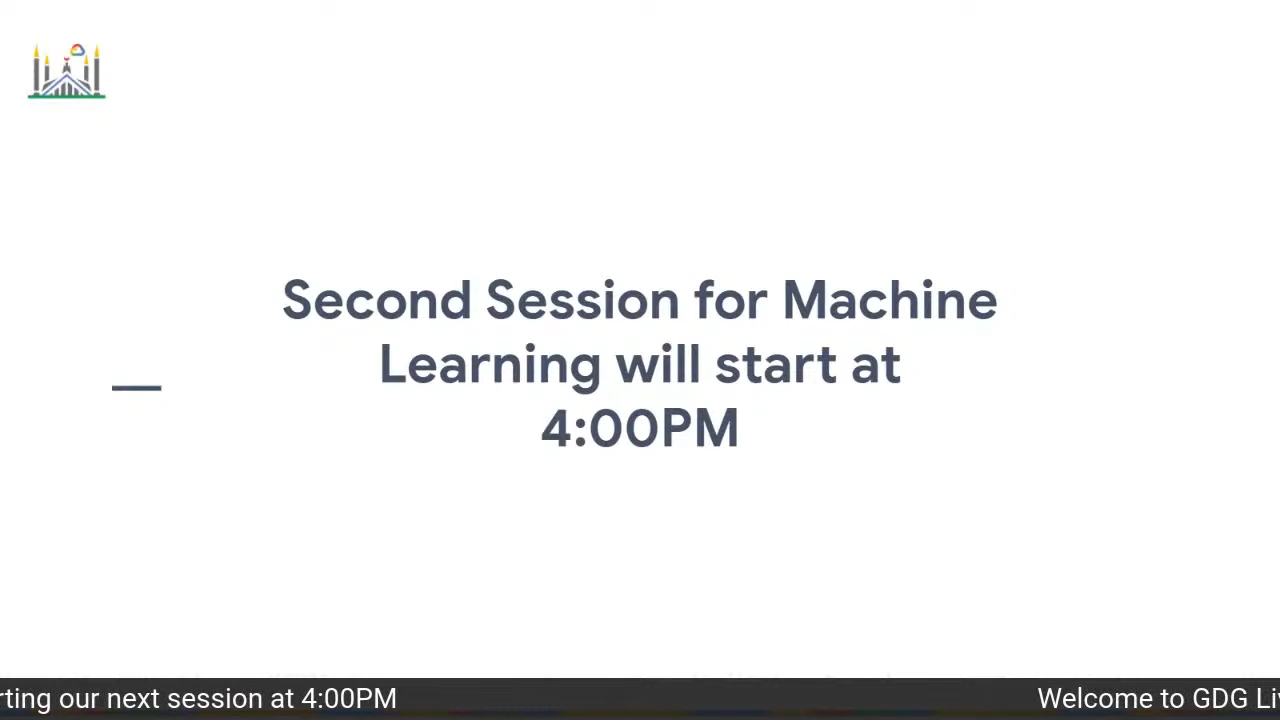 Second Session for Machine
Learning will start at
4:00PM
rting our next session at 4:00PM
Welcome to GDG Li